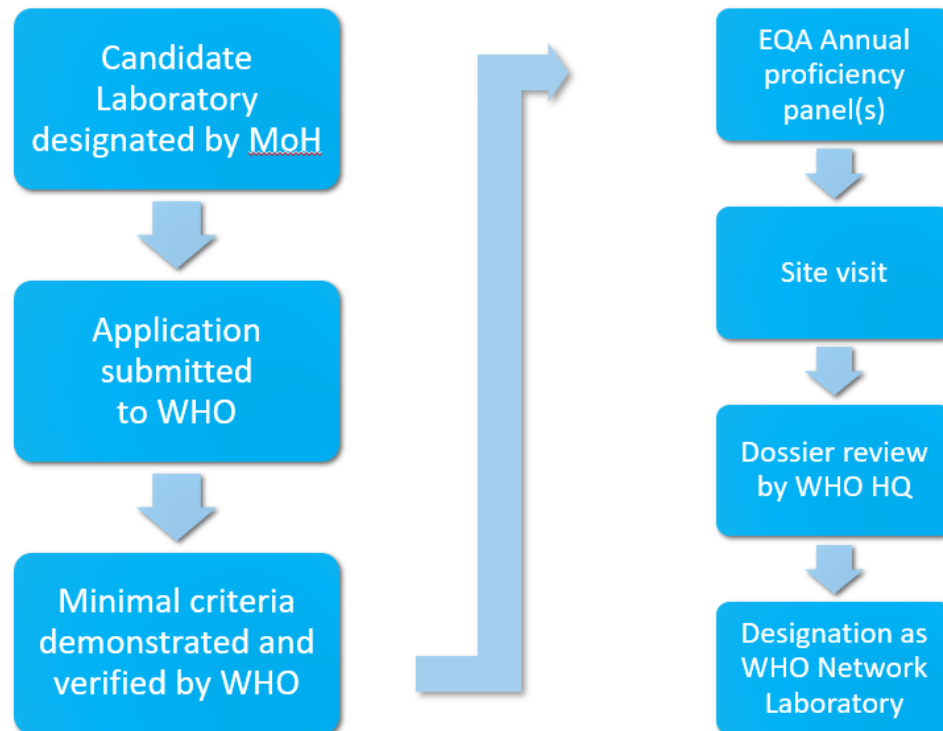 Candidate
Laboratory
designated by MoH
Application
submitted
to WHO
Minimal criteria
demonstrated and
verified by WHO
EQA Annual
proficiency
panel(s)
Site visit
Dossier review
by WHO HQ
Designation as
WHO Network
Laboratory